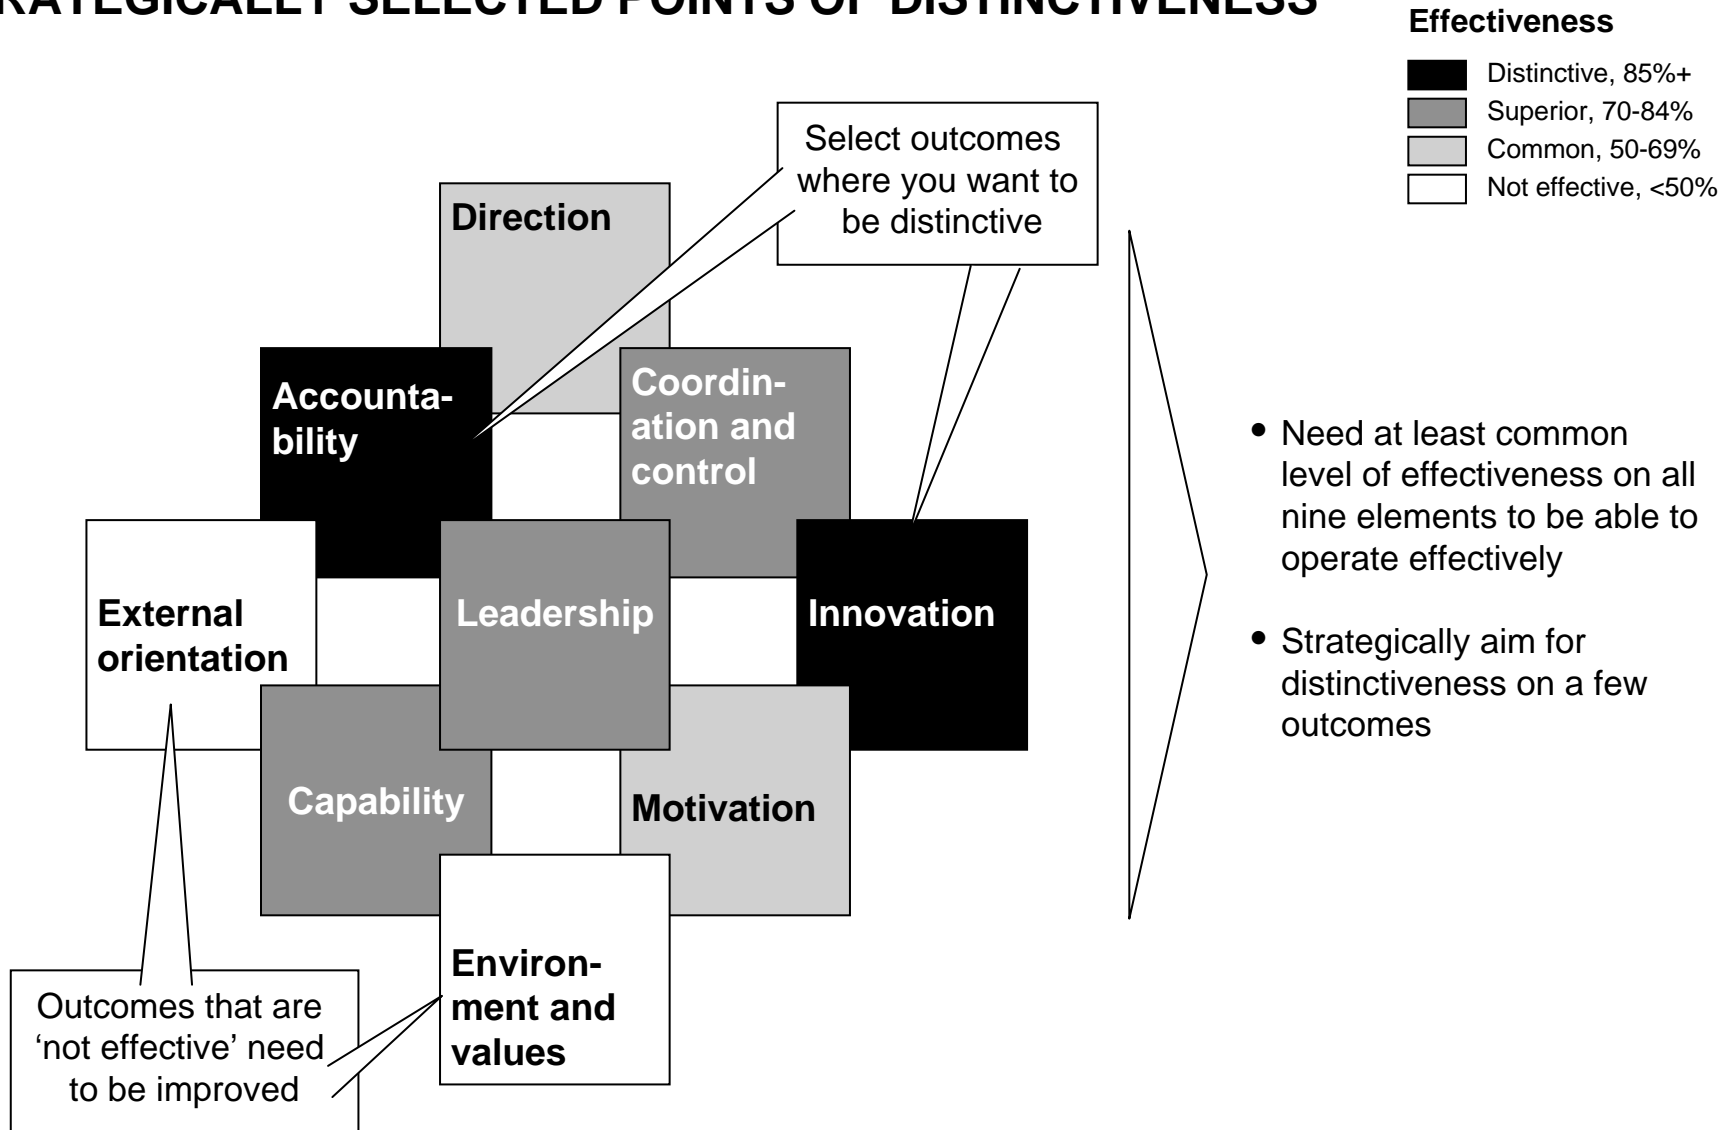 RATEGICALLY SELECTED POINTS OF DISTINCTIVENESS
Effectiveness
Distinctive, 85%+
Superior, 70-84%
Common, 50-69%
Not effective, <50%
Select outcomes
where you want to
be distinctive
Direction
Accounta-
bility
Coordin-
ation and
control
External
orientation
Leadership
Innovation
Capability
Motivation
Environ-
ment and
values
Outcomes that are
‘not effective’ need
to be improved
• Need at least common
level of effectiveness on all
nine elements to be able to
operate effectively
• Strategically aim for
distinctiveness on a few
outcomes